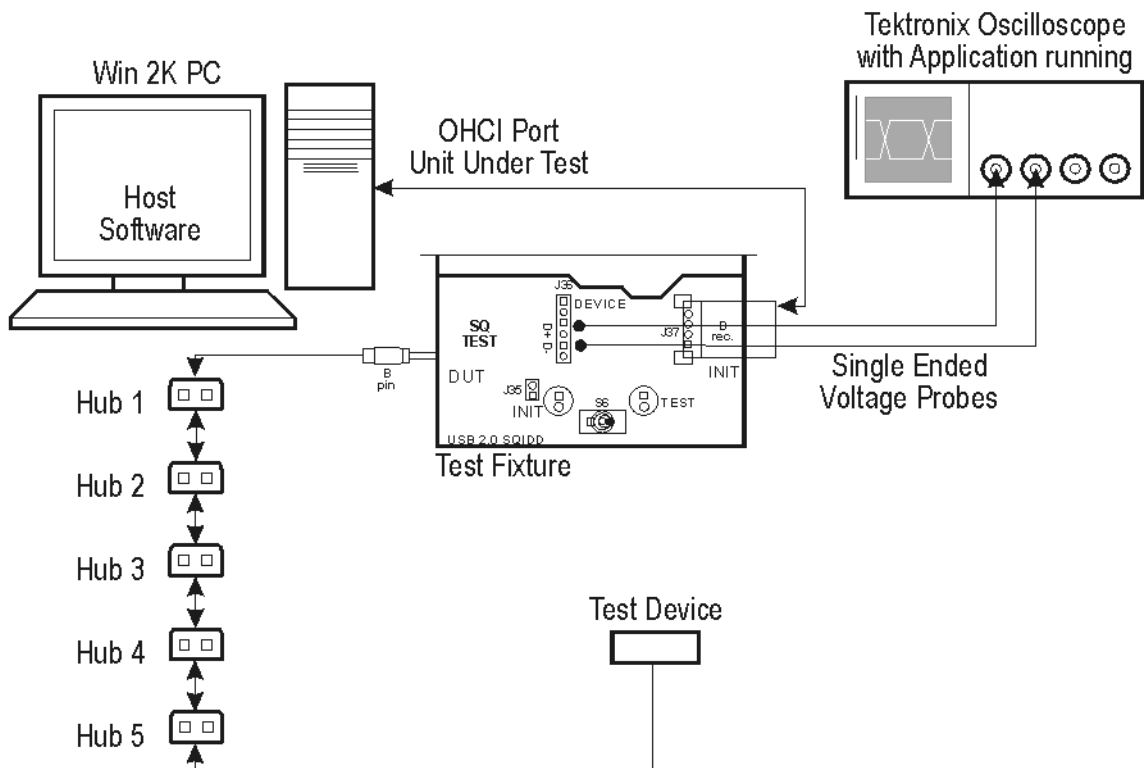 Tektronix Oscilloscope
with Application running
Win 2K PC
OHCI Port
Unit Under Test
Host
Software
J36
DEVICE
SQ
TEST
D+
D-
J37
B
rec.
INIT
Single Ended
Voltage Probes
B
pin
DUT
J35
INIT
S6
TEST
USB 2.0 SQIDD
Test Fixture
Hub 1
Hub 2
Hub 3
Hub 4
Hub 5
Test Device